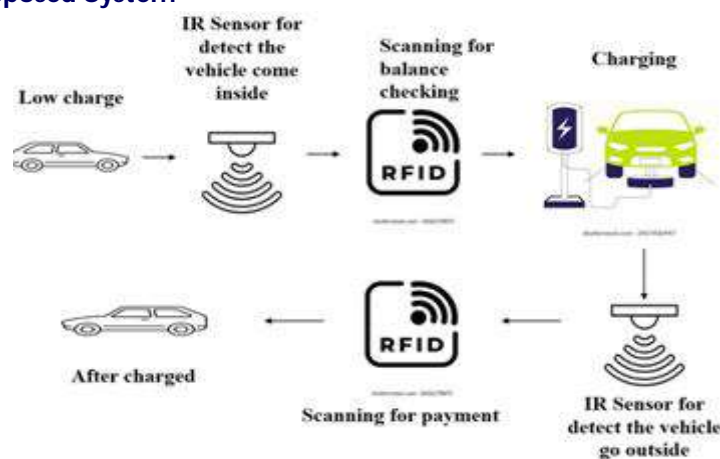 System
IR Sensor for
detect the
vehicle come
inside
Scanning for
balance
checking
Charging
Low charge
RFID
RFID
After charged
Scanning for payment
IR Sensor for
detect the vehicle
go outside